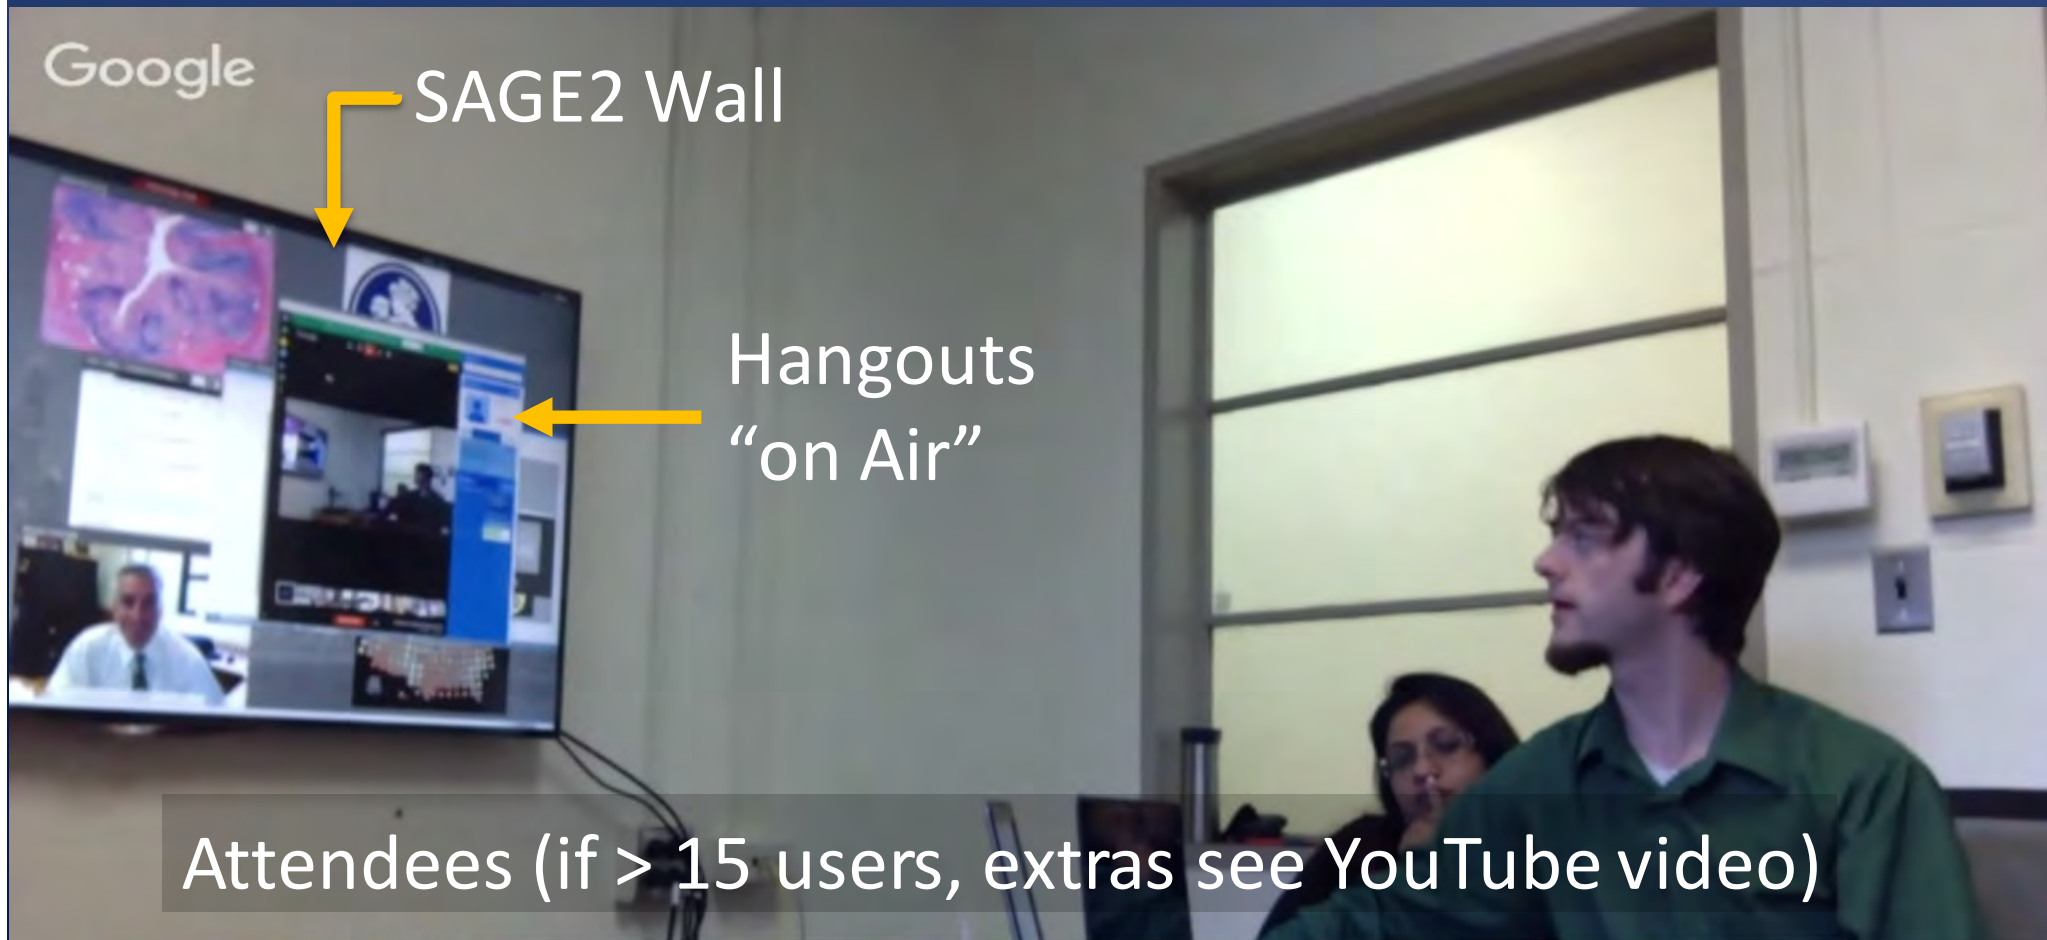 Google
SAGE2 Wall
Hangouts
“on Air”
Attendees (if > 15 users, extras see YouTube video)